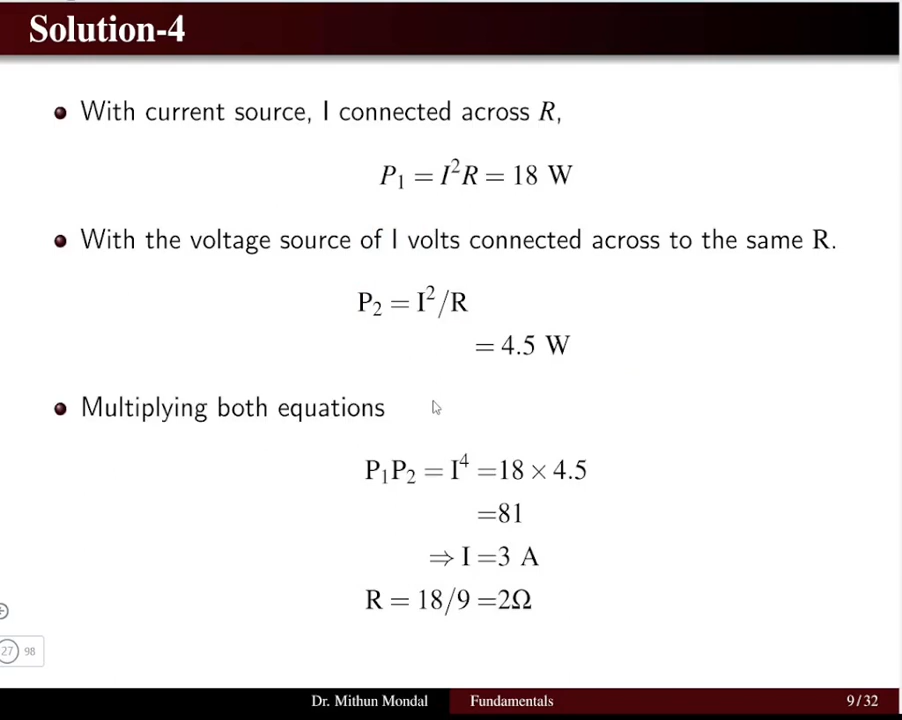 Solution-4
• With current source, I connected across R,
P₁ = I²R = 18 W
• With the voltage source of I volts connected across to the same R.
P₂ = I²/R
= 4.5 W
• Multiplying both equations
P₁P₂ = I⁴ =18 × 4.5
=81
⇒ I =3 A
R = 18/9 =2Ω
27 98
Dr. Mithun Mondal Fundamentals 9/32